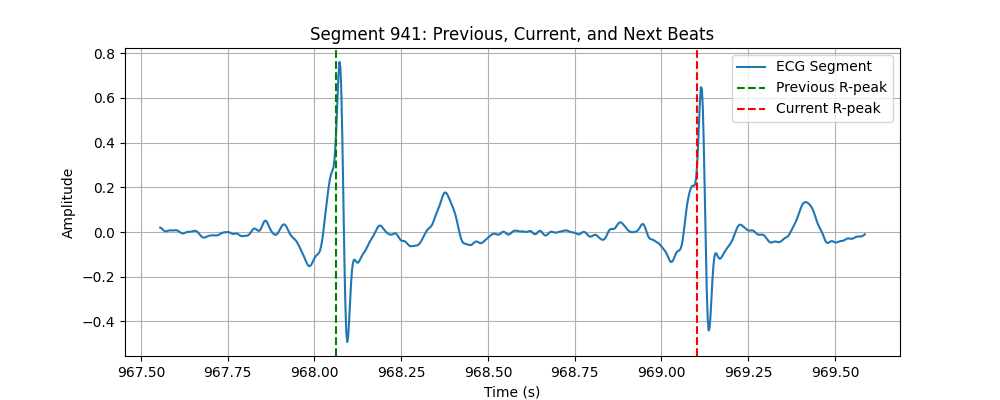 Segment 941: Previous, Current, and Next Beats
ECG Segment
Previous R-peak
Current R-peak
Amplitude
0.8
0.6
0.4
0.2
0.0
−0.2
−0.4
967.50 967.75 968.00 968.25 968.50 968.75 969.00 969.25 969.50
Time (s)